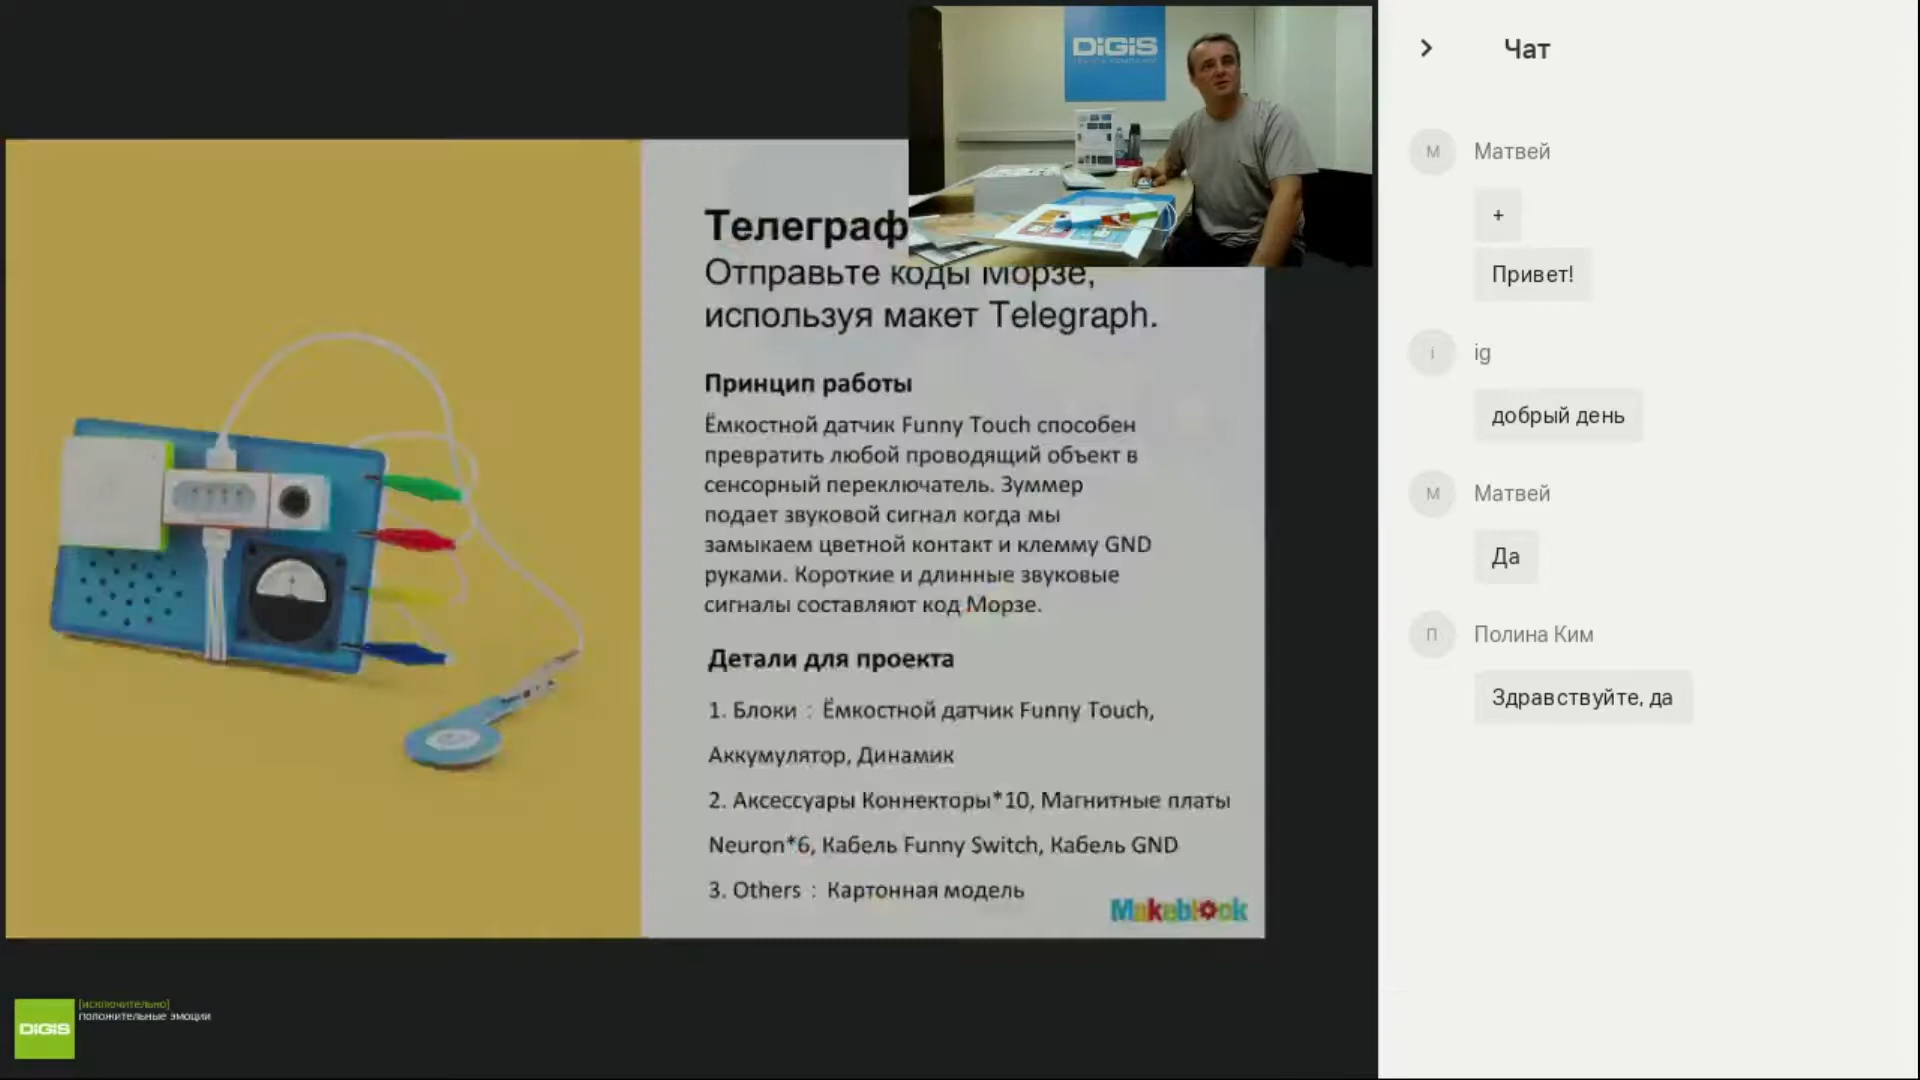 DiGiS
Телеграф
Отправьте коды Морзе,
используя макет Telegraph.
Принцип работы
Ёмкостной датчик Funny Touch способен
превратить любой проводящий объект в
сенсорный переключатель. Зуммер
подает звуковой сигнал когда мы
замыкаем цветной контакт и клемму GND
руками. Короткие и длинные звуковые
сигналы составляют код Морзе.
Детали для проекта
1. Блоки : Ёмкостной датчик Funny Touch,
Аккумулятор, Динамик
2. Аксессуары Коннекторы*10, Магнитные платы
Neuron*6, Кабель Funny Switch, Кабель GND
3. Others : Картонная модель
Makeblock
DiGiS
[исключительно]
положительные эмоции
Чат
М
Матвей
+
Привет!
i
ig
добрый день
М
Матвей
Да
П
Полина Ким
Здравствуйте, да